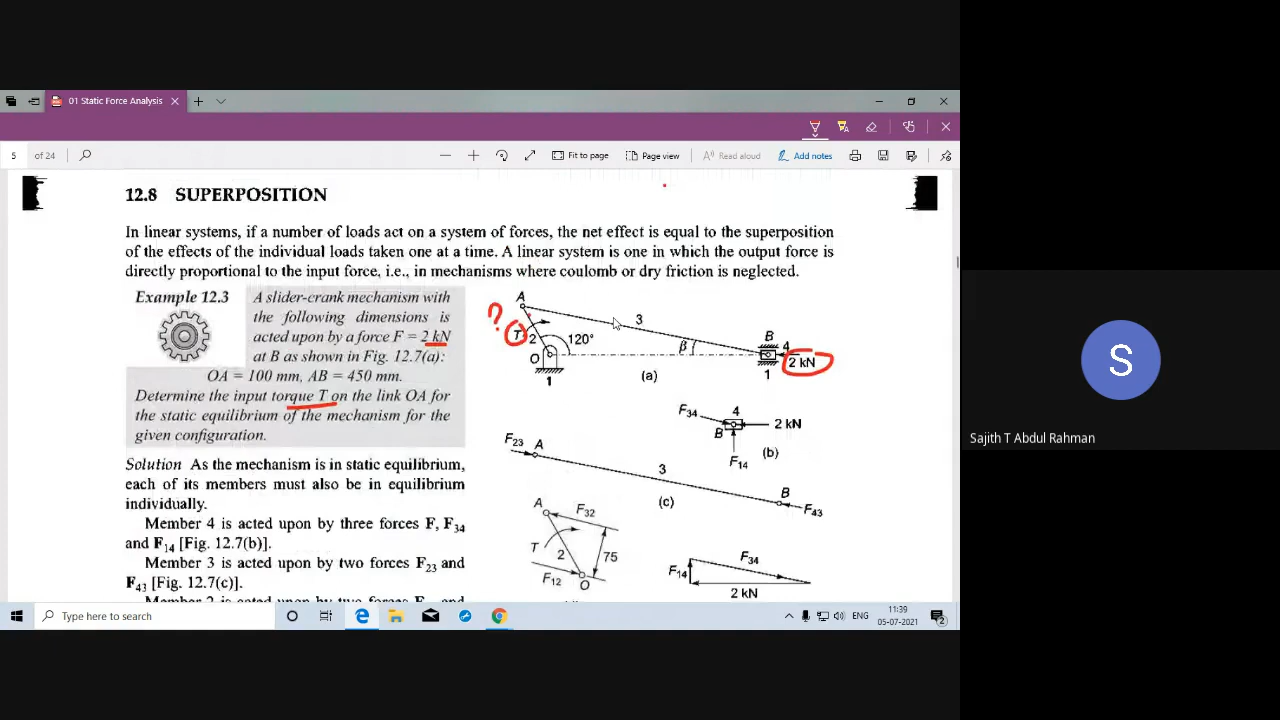 01 Static Force Analysis
5 of 24
Fit to page
Page view
Read aloud
Add notes
12.8 SUPERPOSITION
In linear systems, if a number of loads act on a system of forces, the net effect is equal to the superposition
of the effects of the individual loads taken one at a time. A linear system is one in which the output force is
directly proportional to the input force, i.e., in mechanisms where coulomb or dry friction is neglected.
Example 12.3
A slider-crank mechanism with
the following dimensions is
acted upon by a force F = 2 kN
at B as shown in Fig. 12.7(a):
OA = 100 mm, AB = 450 mm.
Determine the input torque T on the link OA for
the static equilibrium of the mechanism for the
given configuration.
Solution As the mechanism is in static equilibrium,
each of its members must also be in equilibrium
individually.
Member 4 is acted upon by three forces F, F34
and F14 [Fig. 12.7(b)].
Member 3 is acted upon by two forces F23 and
F43 [Fig. 12.7(c)].
A
?
3
T
2
120°
B
O
β
4
2 kN
1
(a)
1
F34
4
2 kN
B
F14
(b)
F23
A
3
B
(c)
F43
A
F32
T
2
75
F12
O
F34
F14
2 kN
Type here to search
ENG
11:39
05-07-2021
2
S
Sajith T Abdul Rahman